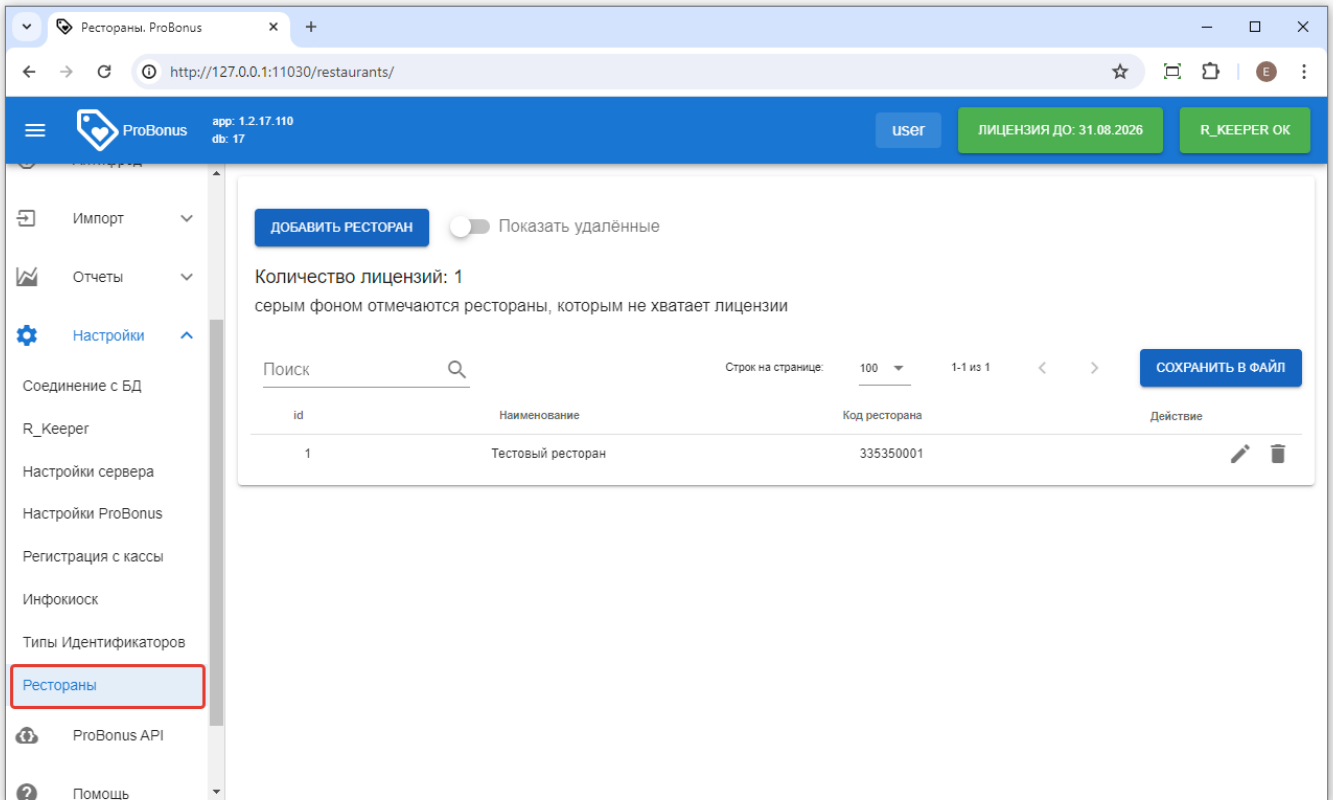 Рестораны. ProBonus
http://127.0.0.1:11030/restaurants/
E
ProBonus
app: 1.2.17.110
db: 17
user
ЛИЦЕНЗИЯ ДО: 31.08.2026
R_KEEPER OK
Импорт
Отчеты
Настройки
Соединение с БД
R_Keeper
Настройки сервера
Настройки ProBonus
Регистрация с кассы
Инфокиоск
Типы Идентификаторов
Рестораны
ProBonus API
Помощь
ДОБАВИТЬ РЕСТОРАН
Показать удалённые
Количество лицензий: 1
серым фоном отмечаются рестораны, которым не хватает лицензии
Поиск
Строк на странице: 100 1-1 из 1
СОХРАНИТЬ В ФАЙЛ
id Наименование Код ресторана Действие
1 Тестовый ресторан 335350001